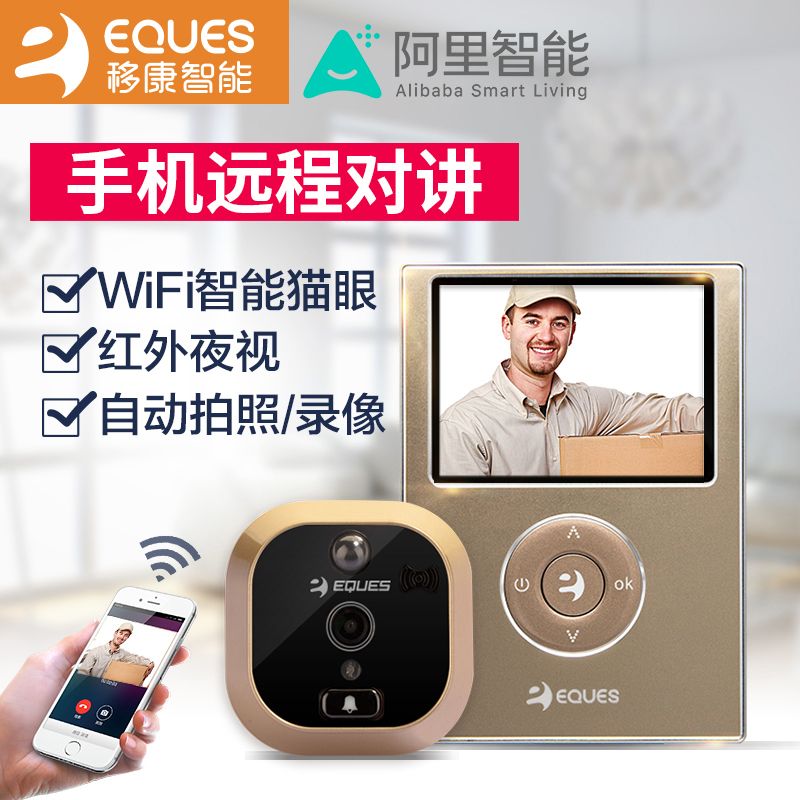 EQUES
移康智能
阿里智能
Alibaba Smart Living
手机远程对讲
WiFi智能猫眼
红外夜视
自动拍照/录像
EQUES
ok
EQUES